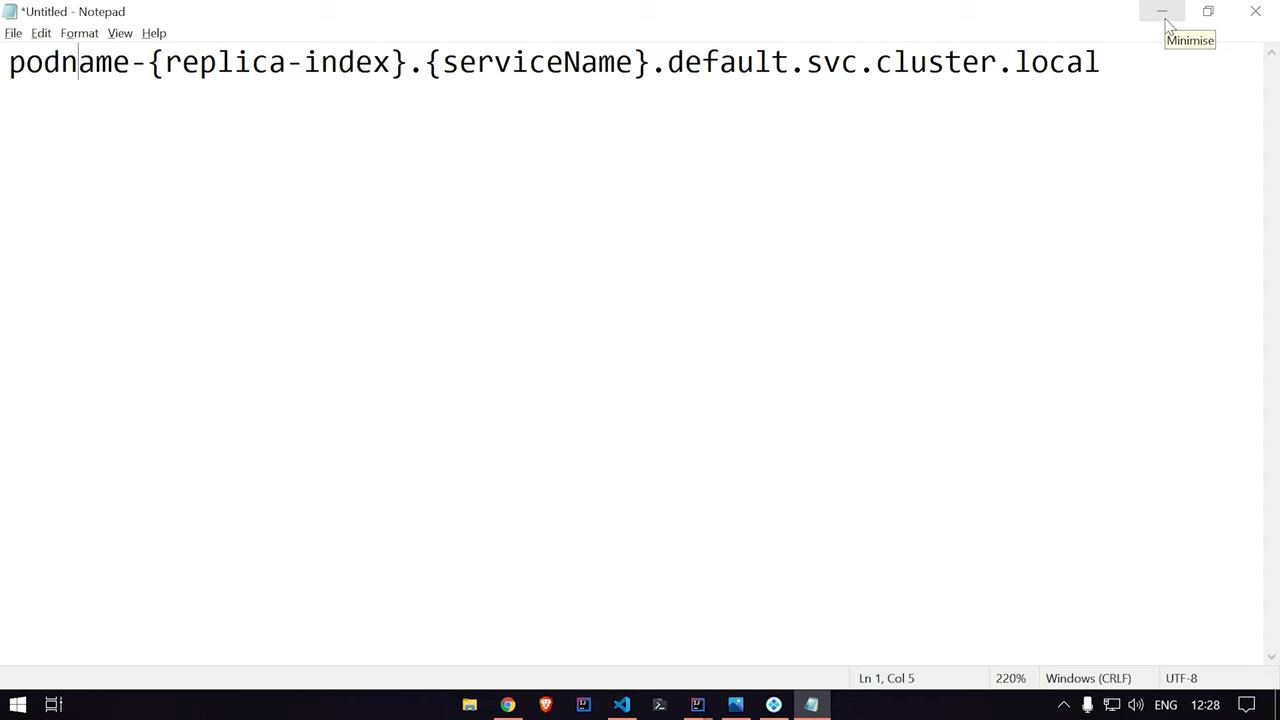 *Untitled - Notepad
File Edit Format View Help
Minimise
podname-{replica-index}.{serviceName}.default.svc.cluster.local
Ln 1, Col 5 220% Windows (CRLF) UTF-8
ENG 12:28